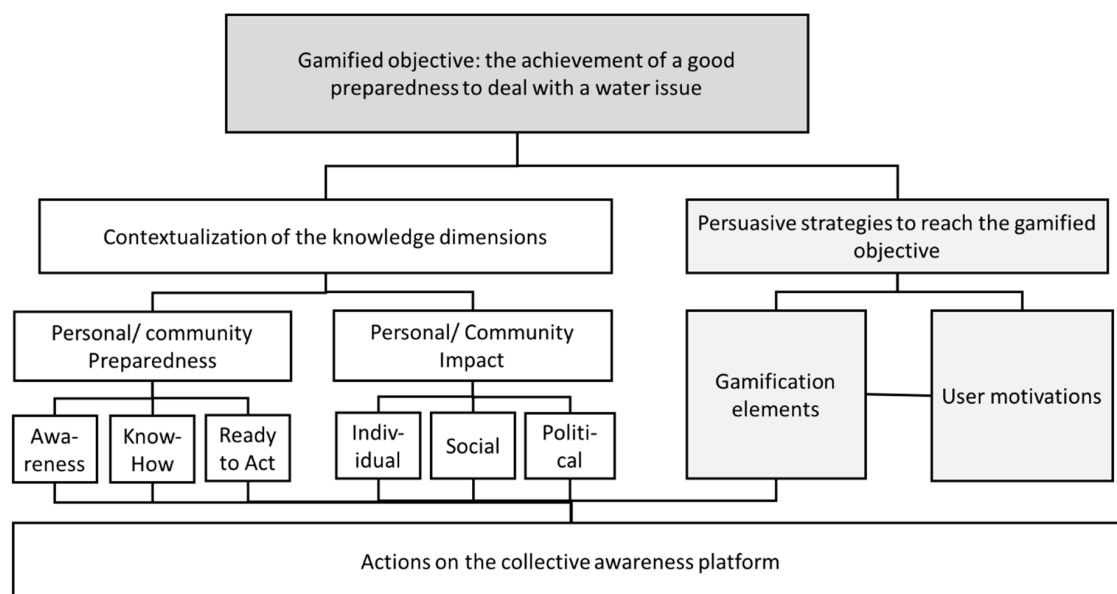 Gamified objective: the achievement of a good
preparedness to deal with a water issue
Contextualization of the knowledge dimensions
Persuasive strategies to reach the gamified
objective
Personal/ community
Preparedness
Personal/ Community
Impact
Gamification
elements
User motivations
Awa-
reness
Know-
How
Ready
to Act
Indiv-
idual
Social
Politi-
cal
Actions on the collective awareness platform